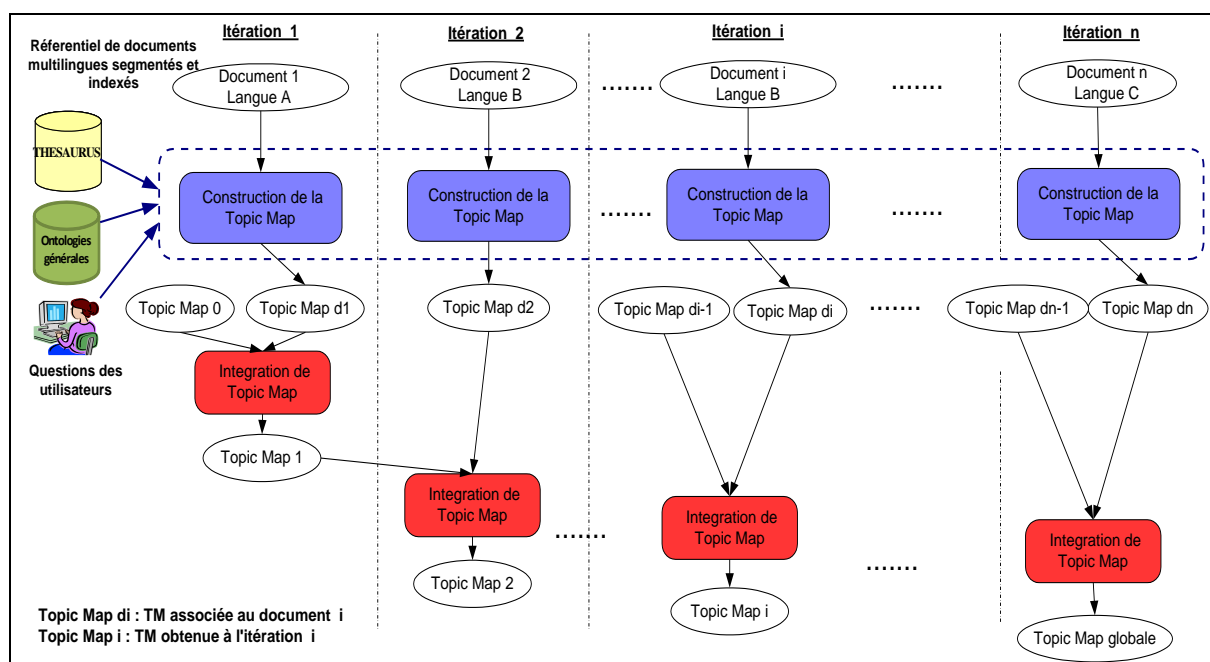 Itération 1
Itération 2
Itération i
Itération n
Réferentiel de documents
multilingues segmentés et
indexés
Document 1
Langue A
Document 2
Langue B
.......
Document i
Langue B
.......
Document n
Langue C
THESAURUS
Ontologies
générales
Questions des
utilisateurs
Construction de la
Topic Map
Construction de la
Topic Map
.......
Construction de la
Topic Map
.......
Construction de la
Topic Map
Topic Map 0
Topic Map d1
Topic Map d2
Topic Map di-1
Topic Map di
.......
Topic Map dn-1
Topic Map dn
Integration de
Topic Map
Topic Map 1
Integration de
Topic Map
.......
Topic Map 2
Integration de
Topic Map
Topic Map i
.......
Integration de
Topic Map
Topic Map globale
Topic Map di : TM associée au document i
Topic Map i : TM obtenue à l'itération i